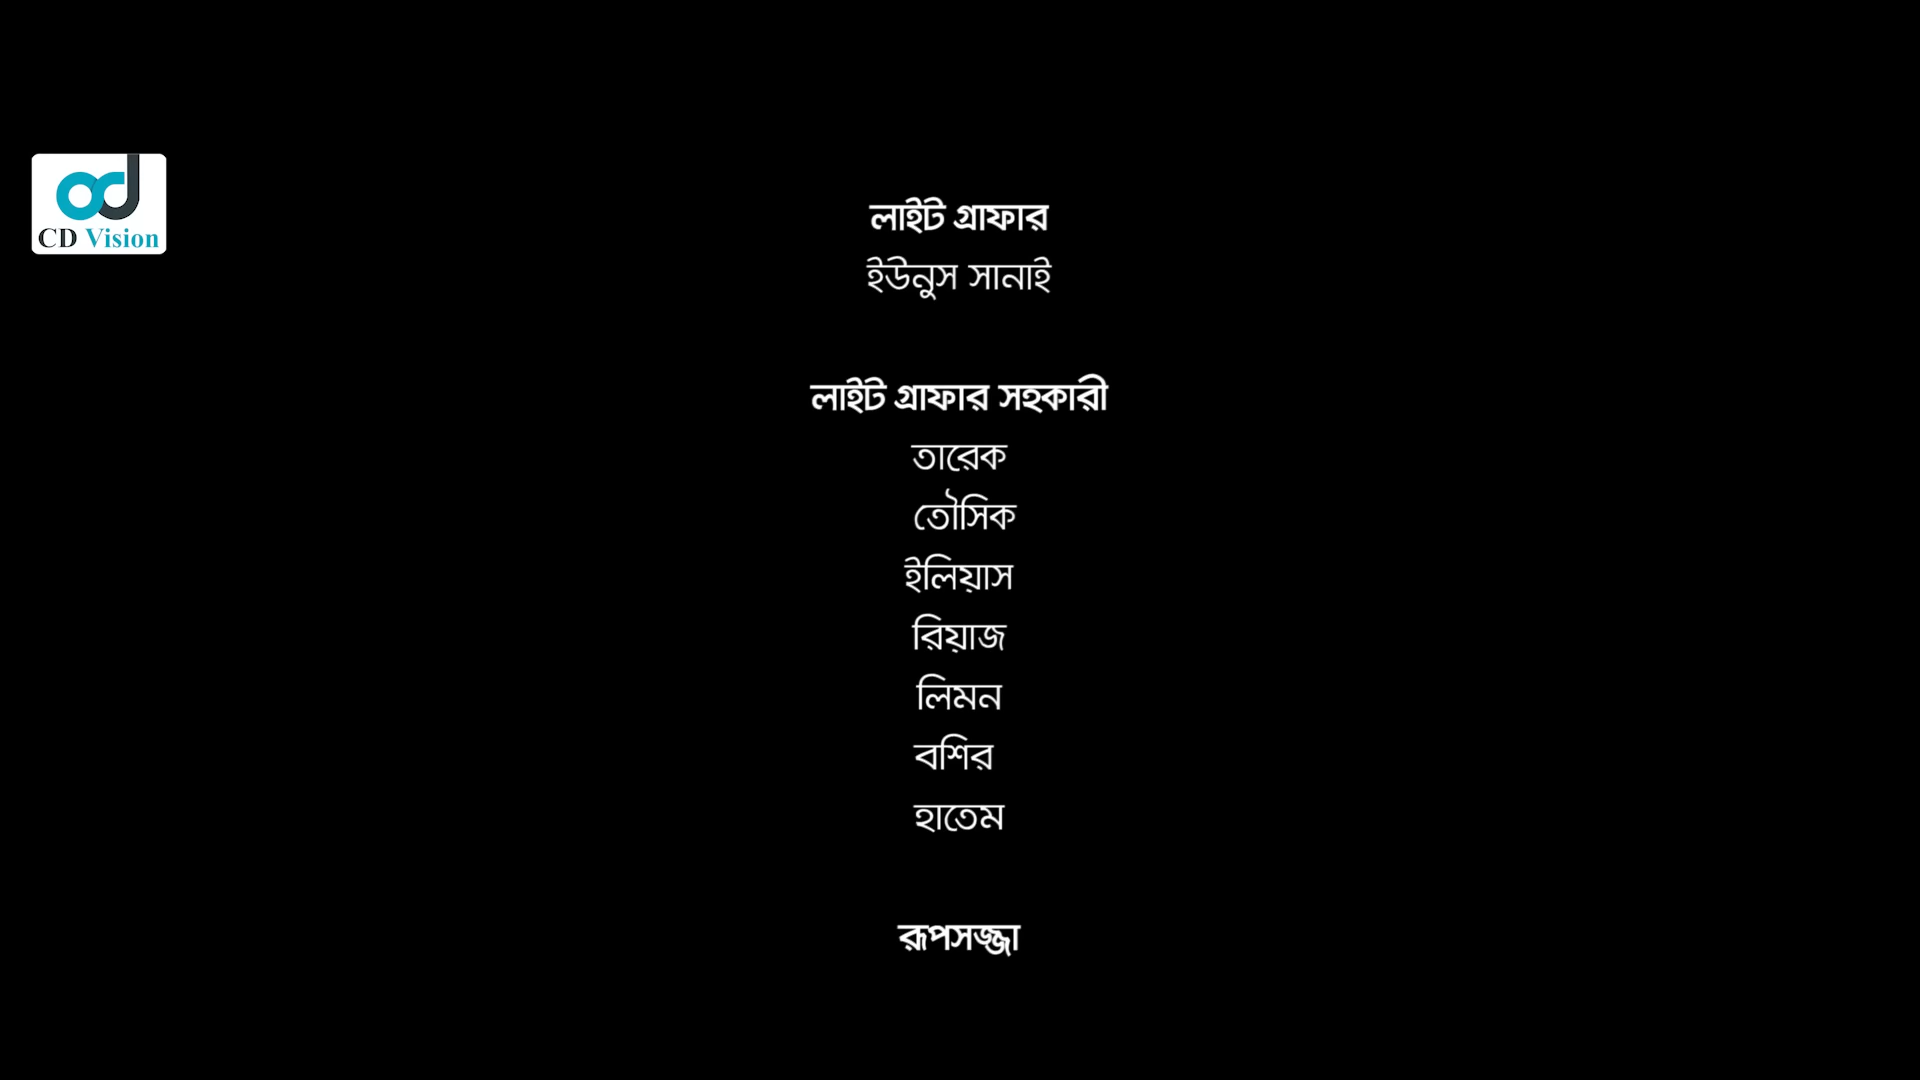 CD Vision
লাইট গ্রাফার
ইউনুস সানাই
লাইট গ্রাফার সহকারী
তারেক
তৌসিক
ইলিয়াস
রিয়াজ
লিমন
বশির
হাতেম
রূপসজ্জা